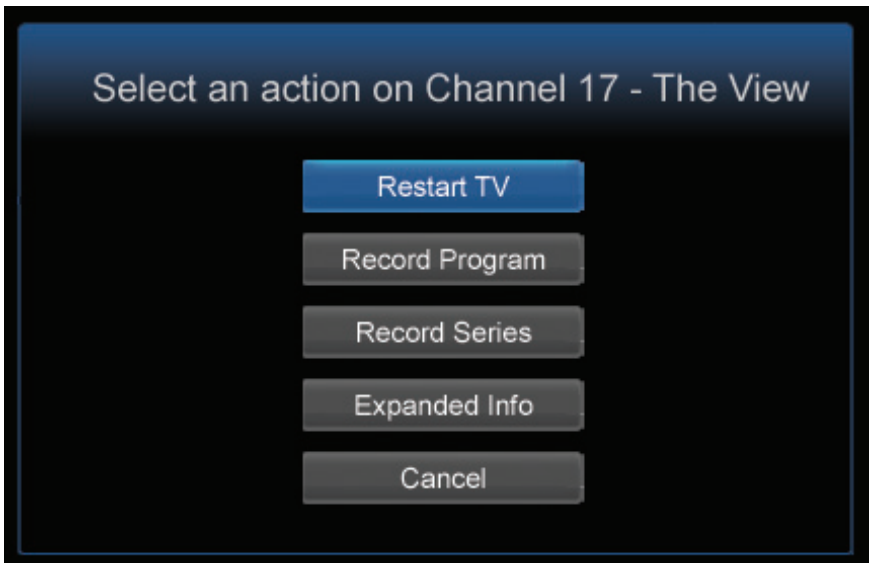 Select an action on Channel 17 - The View
Restart TV
Record Program
Record Series
Expanded Info
Cancel